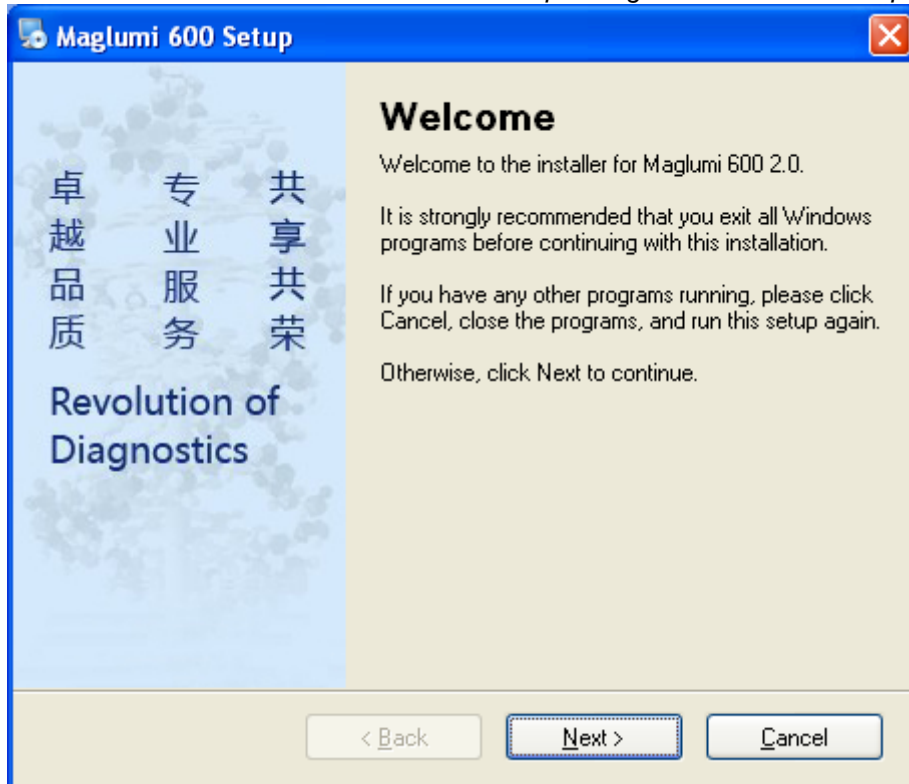 Maglumi 600 Setup
卓越品质
专业服务
共享共荣
Revolution of
Diagnostics
Welcome
Welcome to the installer for Maglumi 600 2.0.
It is strongly recommended that you exit all Windows
programs before continuing with this installation.
If you have any other programs running, please click
Cancel, close the programs, and run this setup again.
Otherwise, click Next to continue.
< Back
Next >
Cancel